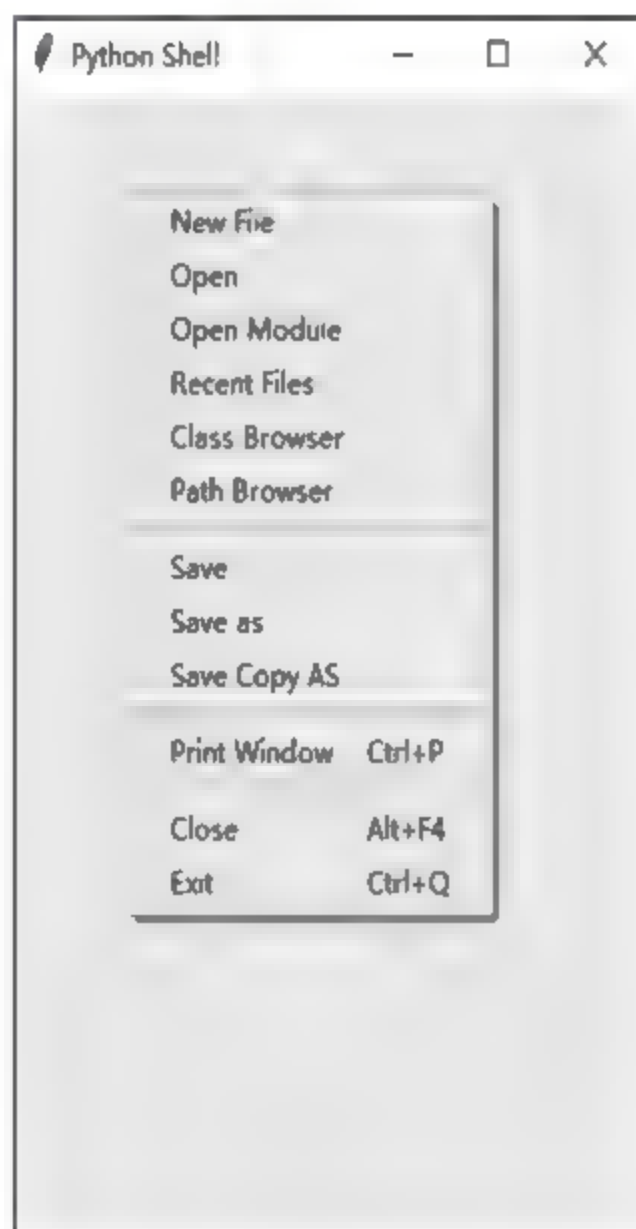 Python Shell
New File
Open
Open Module
Recent Files
Class Browser
Path Browser
Save
Save as
Save Copy AS
Print Window Ctrl+P
Close Alt+F4
Exit Ctrl+Q